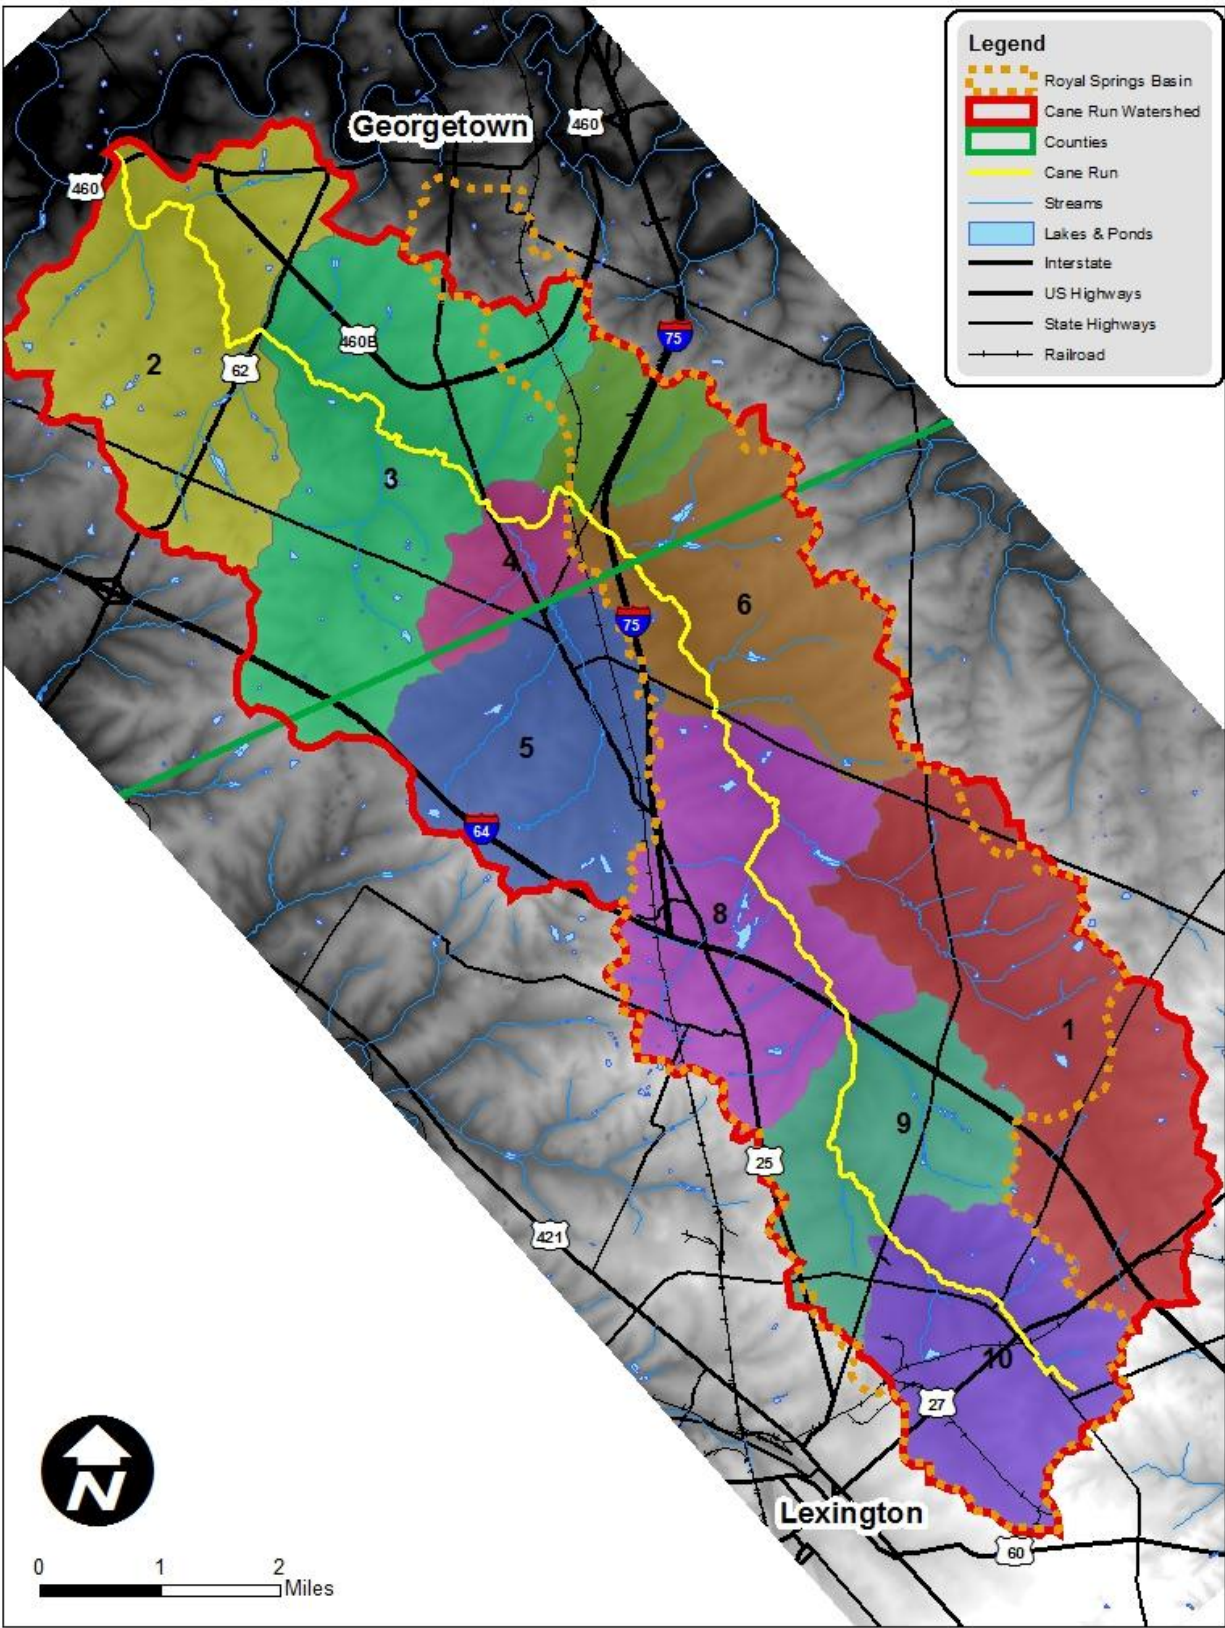 Legend
Royal Springs Basin
Cane Run Watershed
Counties
Cane Run
Streams
Lakes & Ponds
Interstate
US Highways
State Highways
Railroad
Georgetown
460
460
75
460B
2
62
3
4
6
75
5
64
8
1
9
25
421
10
27
Lexington
60
N
0 1 2
Miles